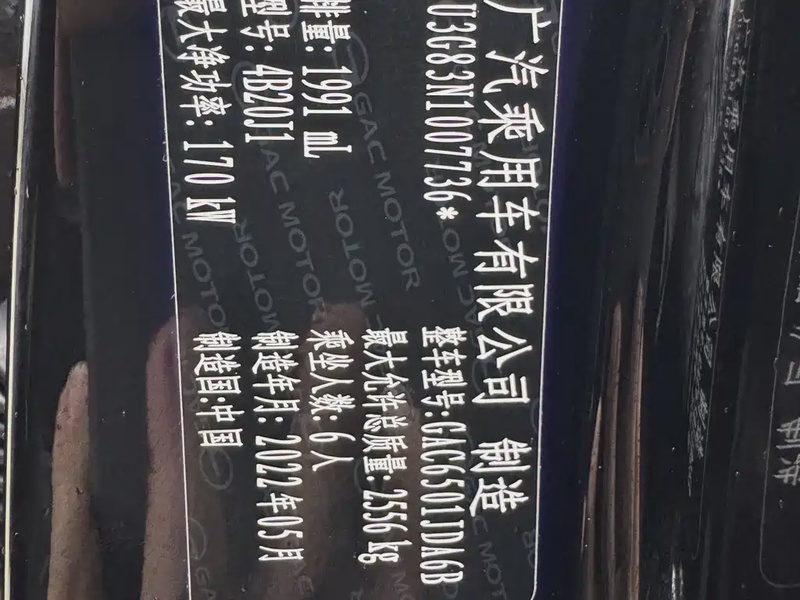 广汽乘用车有限公司 制造
U3G83N1007736*
整车型号:GAC6501JDA6B
最大允许总质量:2556 kg
排量: 1991 mL
乘坐人数: 6人
型号: 4B20J1
制造年月: 2022年05月
最大净功率: 170 kW
制造国:中国
GAC MOTOR